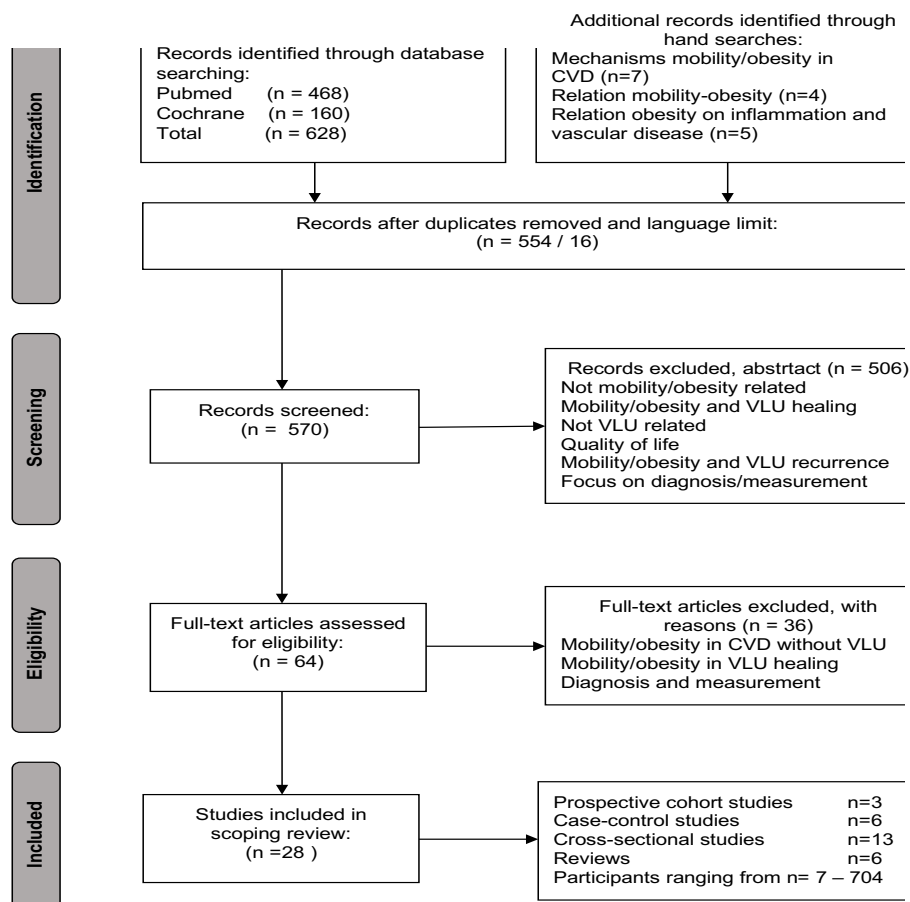 Identification
Records identified through database
searching:
Pubmed (n = 468)
Cochrane (n = 160)
Total (n = 628)
Additional records identified through
hand searches:
Mechanisms mobility/obesity in
CVD (n=7)
Relation mobility-obesity (n=4)
Relation obesity on inflammation and
vascular disease (n=5)
Records after duplicates removed and language limit:
(n = 554 / 16)
Screening
Records screened:
(n = 570)
Records excluded, abstrtact (n = 506)
Not mobility/obesity related
Mobility/obesity and VLU healing
Not VLU related
Quality of life
Mobility/obesity and VLU recurrence
Focus on diagnosis/measurement
Eligibility
Full-text articles assessed
for eligibility:
(n = 64)
Full-text articles excluded, with
reasons (n = 36)
Mobility/obesity in CVD without VLU
Mobility/obesity in VLU healing
Diagnosis and measurement
Included
Studies included in
scoping review:
(n =28 )
Prospective cohort studies n=3
Case-control studies n=6
Cross-sectional studies n=13
Reviews n=6
Participants ranging from n= 7 – 704